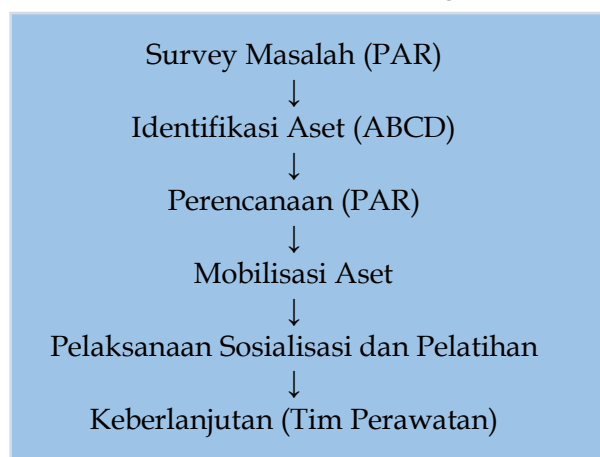 Survey Masalah (PAR)
↓
Identifikasi Aset (ABCD)
↓
Perencanaan (PAR)
↓
Mobilisasi Aset
↓
Pelaksanaan Sosialisasi dan Pelatihan
↓
Keberlanjutan (Tim Perawatan)